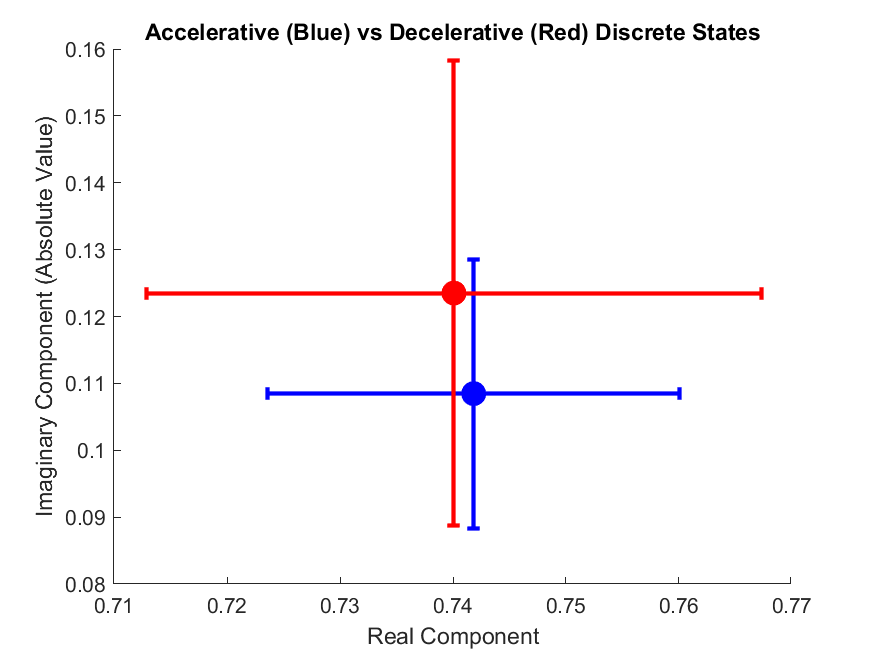 Accelerative (Blue) vs Decelerative (Red) Discrete States
0.16
0.15
0.14
0.13
0.12
0.11
0.1
0.09
0.08
Imaginary Component (Absolute Value)
0.71 0.72 0.73 0.74 0.75 0.76 0.77
Real Component